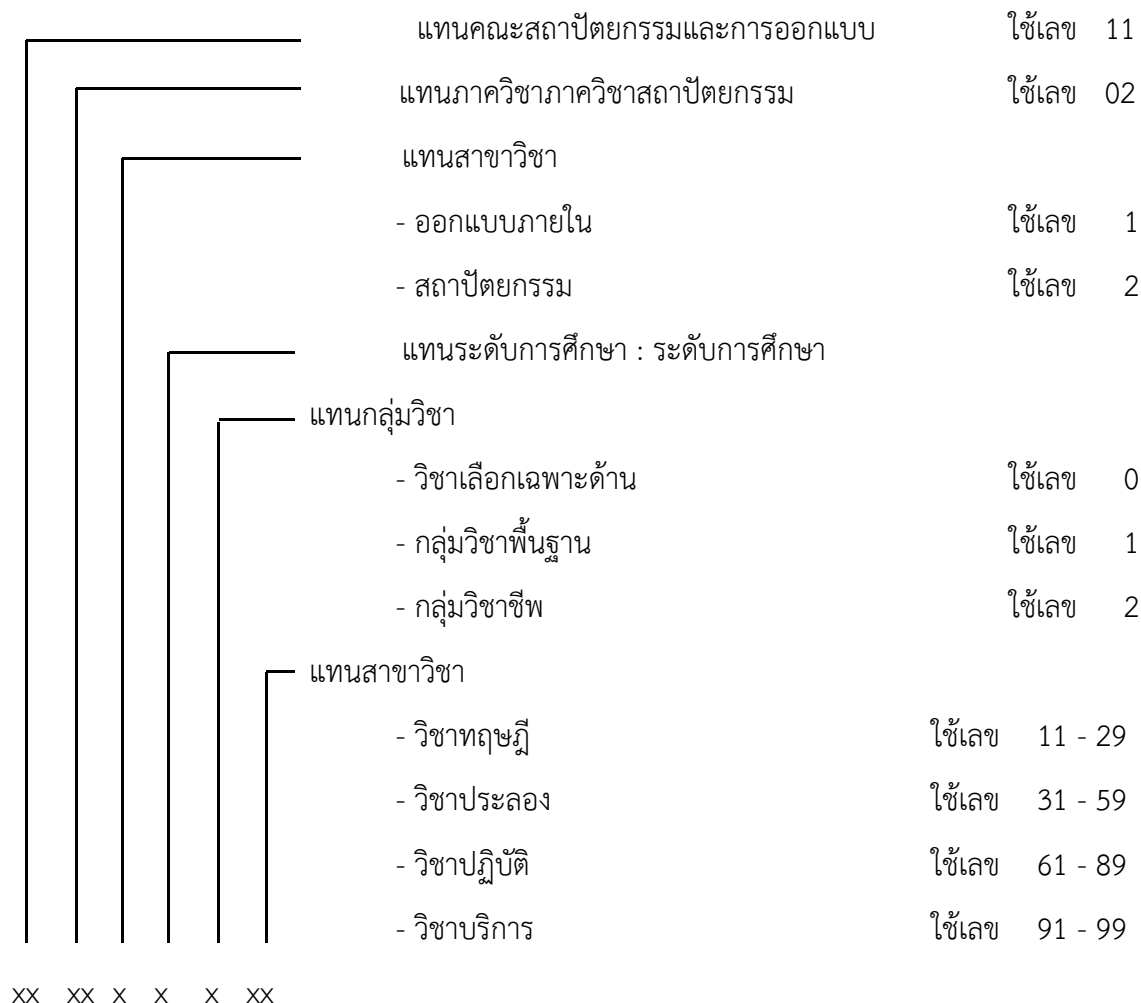 แทนคณะสถาปัตยกรรมและการออกแบบ ใช้เลข 11
แทนภาควิชาภาควิชาสถาปัตยกรรม ใช้เลข 02
แทนสาขาวิชา
- ออกแบบภายใน ใช้เลข 1
- สถาปัตยกรรม ใช้เลข 2
แทนระดับการศึกษา : ระดับการศึกษา
แทนกลุ่มวิชา
- วิชาเลือกเฉพาะด้าน ใช้เลข 0
- กลุ่มวิชาพื้นฐาน ใช้เลข 1
- กลุ่มวิชาชีพ ใช้เลข 2
แทนสาขาวิชา
- วิชาทฤษฎี ใช้เลข 11 - 29
- วิชาประลอง ใช้เลข 31 - 59
- วิชาปฏิบัติ ใช้เลข 61 - 89
- วิชาบริการ ใช้เลข 91 - 99
xx xx x x x xx